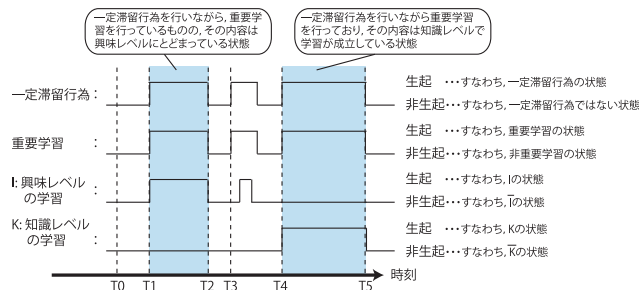 一定滞留行為を行いながら, 重要学
習を行っているものの, その内容は
興味レベルにとどまっている状態
一定滞留行為を行いながら重要学習
を行っており, その内容は知識レベルで
学習が成立している状態
一定滞留行為：
生起 …すなわち, 一定滞留行為の状態
非生起…すなわち, 一定滞留行為ではない状態
重要学習 ：
生起 …すなわち, 重要学習の状態
非生起…すなわち, 非重要学習の状態
I: 興味レベル
の学習 ：
生起 …すなわち, Iの状態
非生起…すなわち, I̅の状態
K: 知識レベル
の学習 ：
生起 …すなわち, Kの状態
非生起…すなわち, K̅の状態
時刻
T0 T1 T2 T3 T4 T5